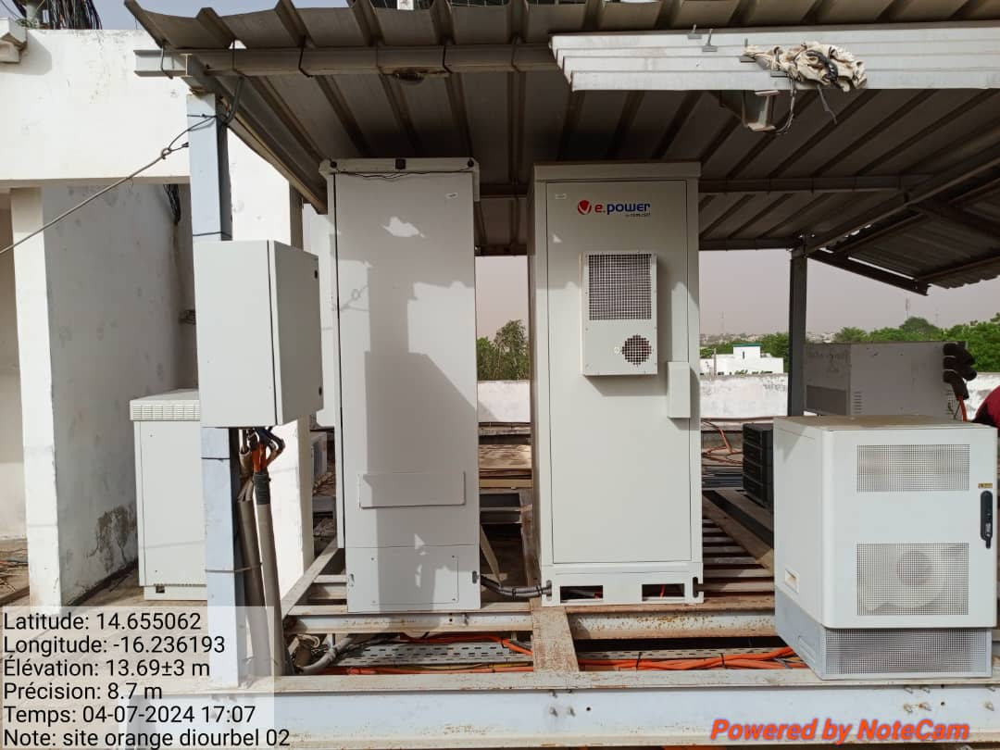 e.power
Latitude: 14.655062
Longitude: -16.236193
Élévation: 13.69±3 m
Précision: 8.7 m
Temps: 04-07-2024 17:07
Note: site orange diourbel 02
Powered by NoteCam